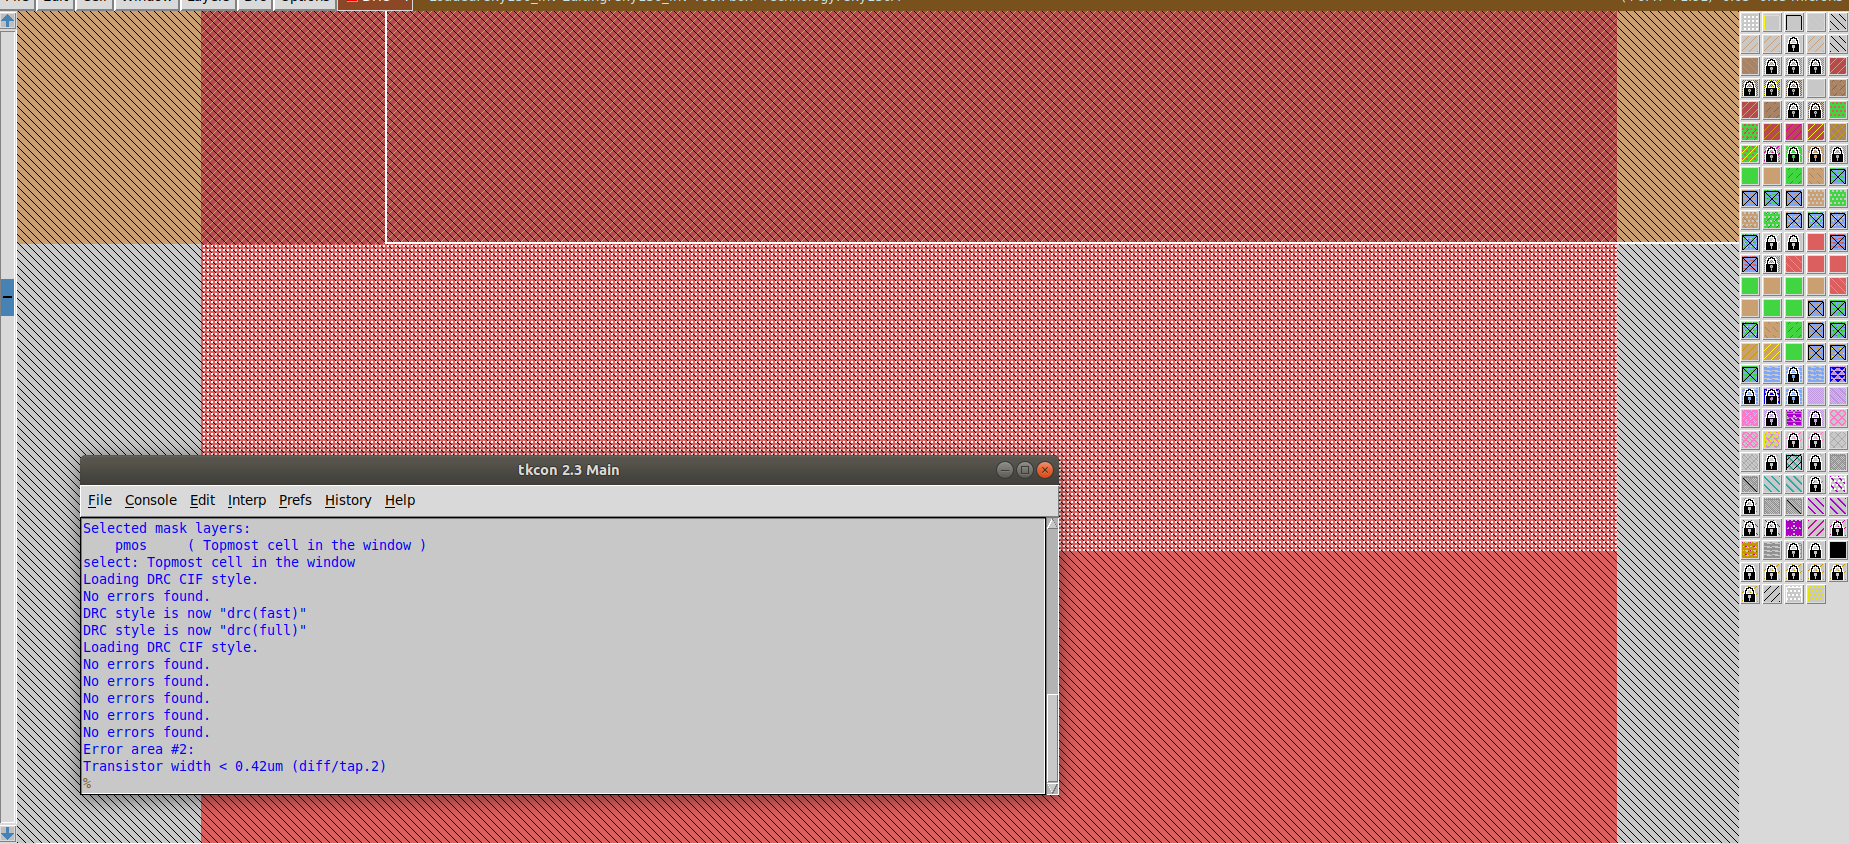 tkcon 2.3 Main
File Console Edit Interp Prefs History Help
Selected mask layers:
    pmos     ( Topmost cell in the window )
select: Topmost cell in the window
Loading DRC CIF style.
No errors found.
DRC style is now "drc(fast)"
DRC style is now "drc(full)"
Loading DRC CIF style.
No errors found.
No errors found.
No errors found.
No errors found.
No errors found.
Error area #2:
Transistor width < 0.42um (diff/tap.2)
%